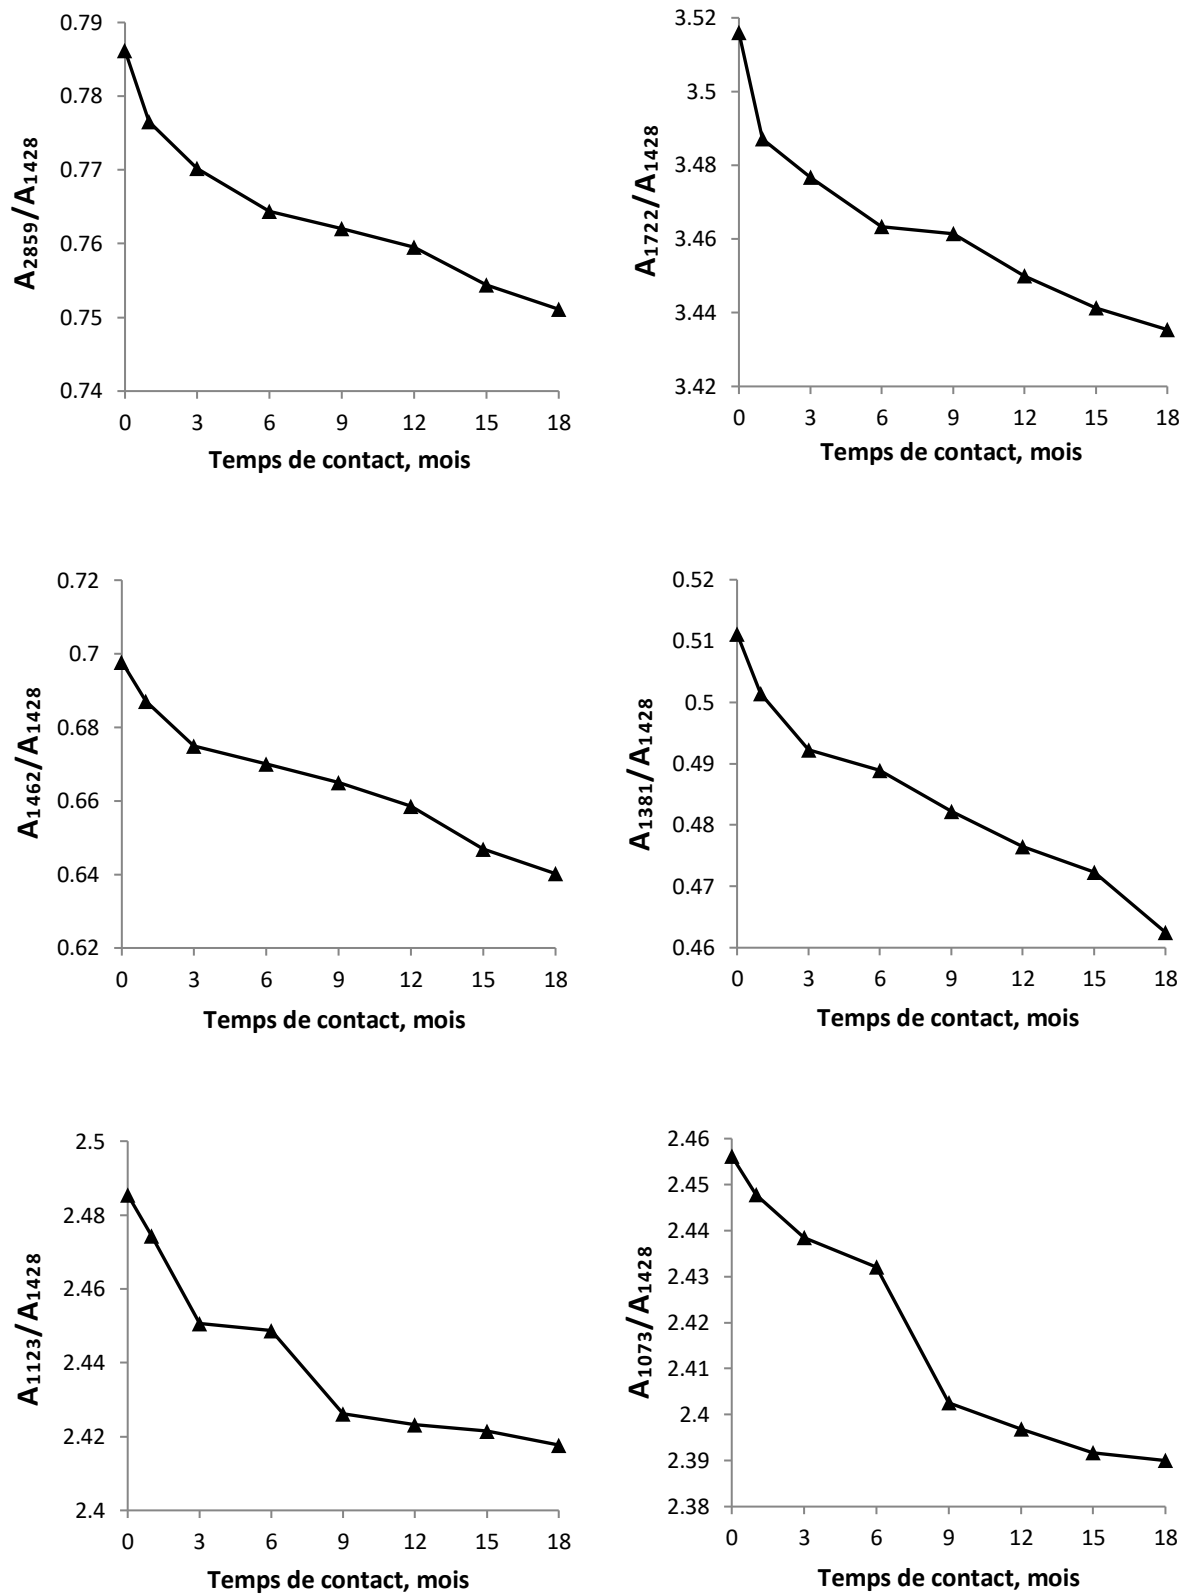 A2859/A1428
0.79
0.78
0.77
0.76
0.75
0.74
0 3 6 9 12 15 18
Temps de contact, mois
A1722/A1428
3.52
3.5
3.48
3.46
3.44
3.42
0 3 6 9 12 15 18
Temps de contact, mois
A1462/A1428
0.72
0.7
0.68
0.66
0.64
0.62
0 3 6 9 12 15 18
Temps de contact, mois
A1381/A1428
0.52
0.51
0.5
0.49
0.48
0.47
0.46
0 3 6 9 12 15 18
Temps de contact, mois
A1123/A1428
2.5
2.48
2.46
2.44
2.42
2.4
0 3 6 9 12 15 18
Temps de contact, mois
A1073/A1428
2.46
2.45
2.44
2.43
2.42
2.41
2.4
2.39
2.38
0 3 6 9 12 15 18
Temps de contact, mois